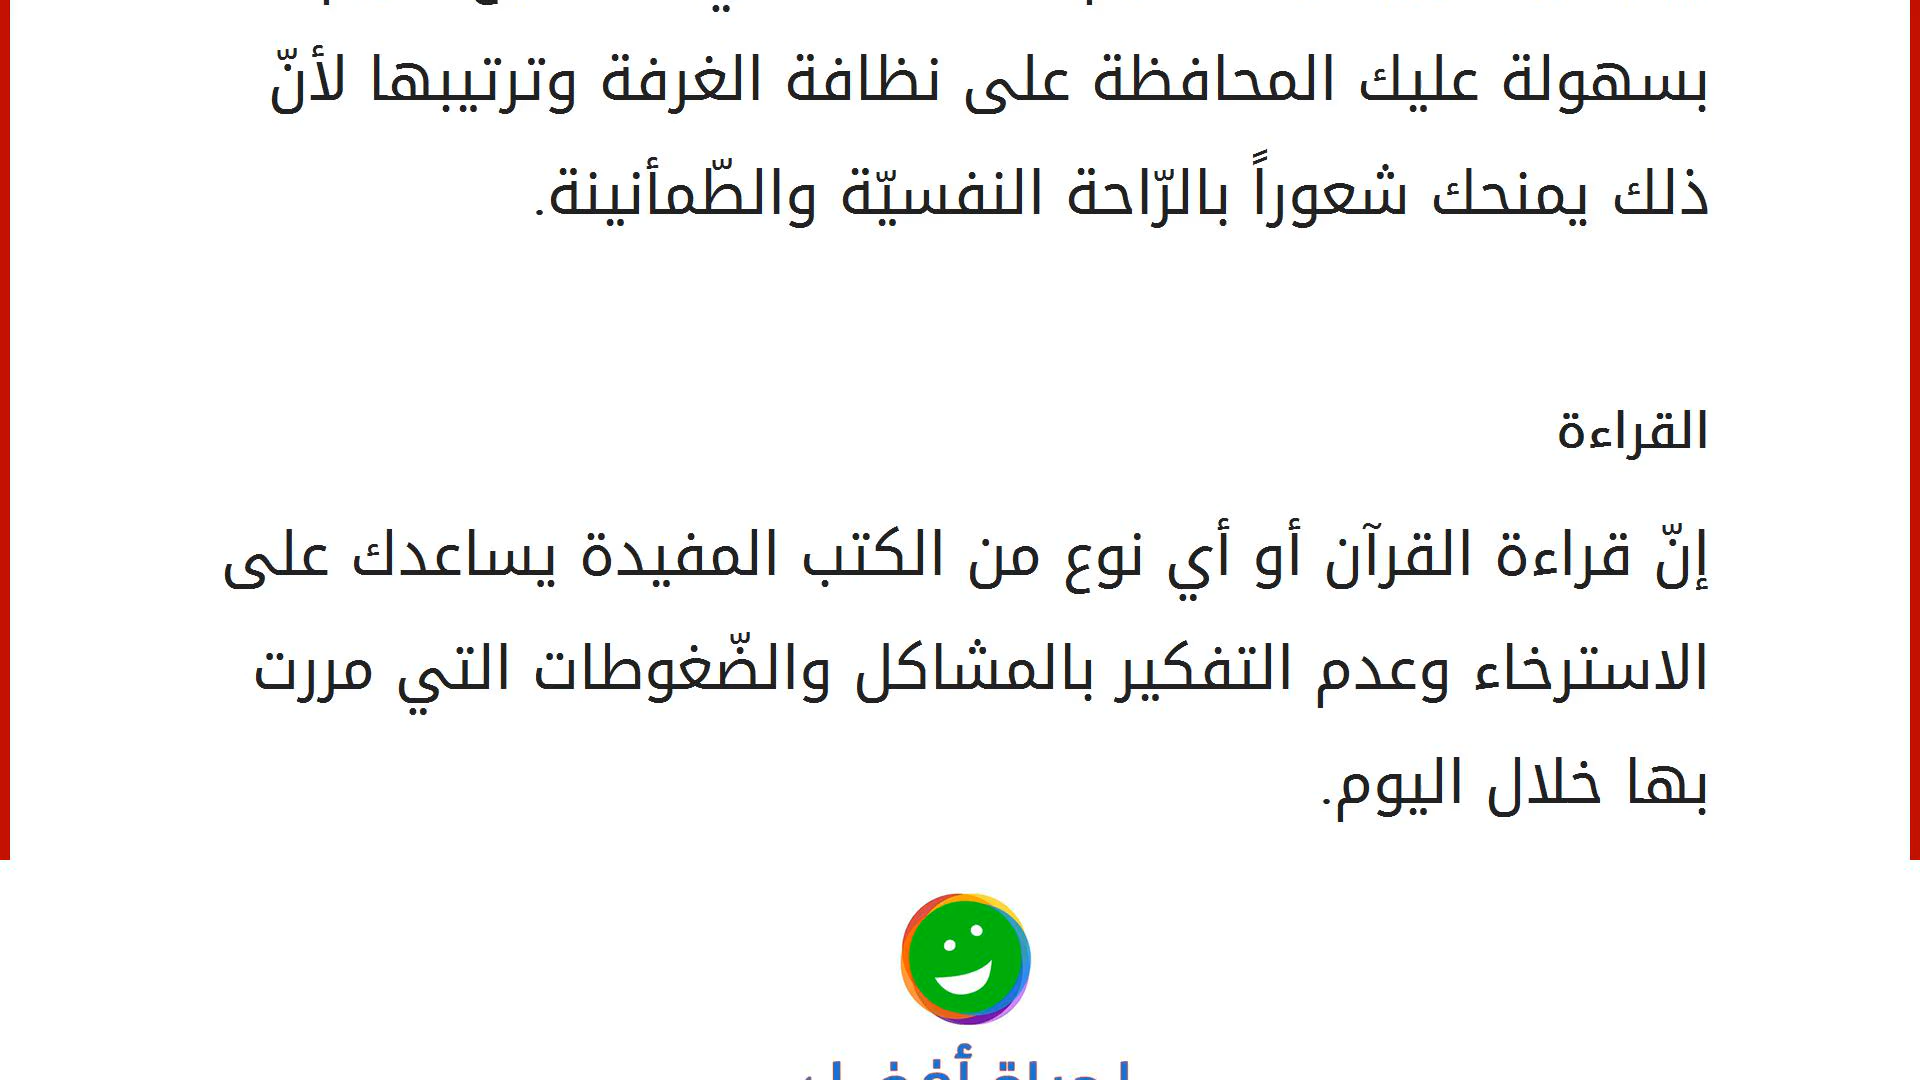 بسهولة عليك المحافظة على نظافة الغرفة وترتيبها لأنّ
ذلك يمنحك شعوراً بالرّاحة النفسيّة والطّمأنينة.
القراءة
إنّ قراءة القرآن أو أي نوع من الكتب المفيدة يساعدك على
الاسترخاء وعدم التفكير بالمشاكل والضّغوطات التي مررت
بها خلال اليوم.
لحياة أفضل